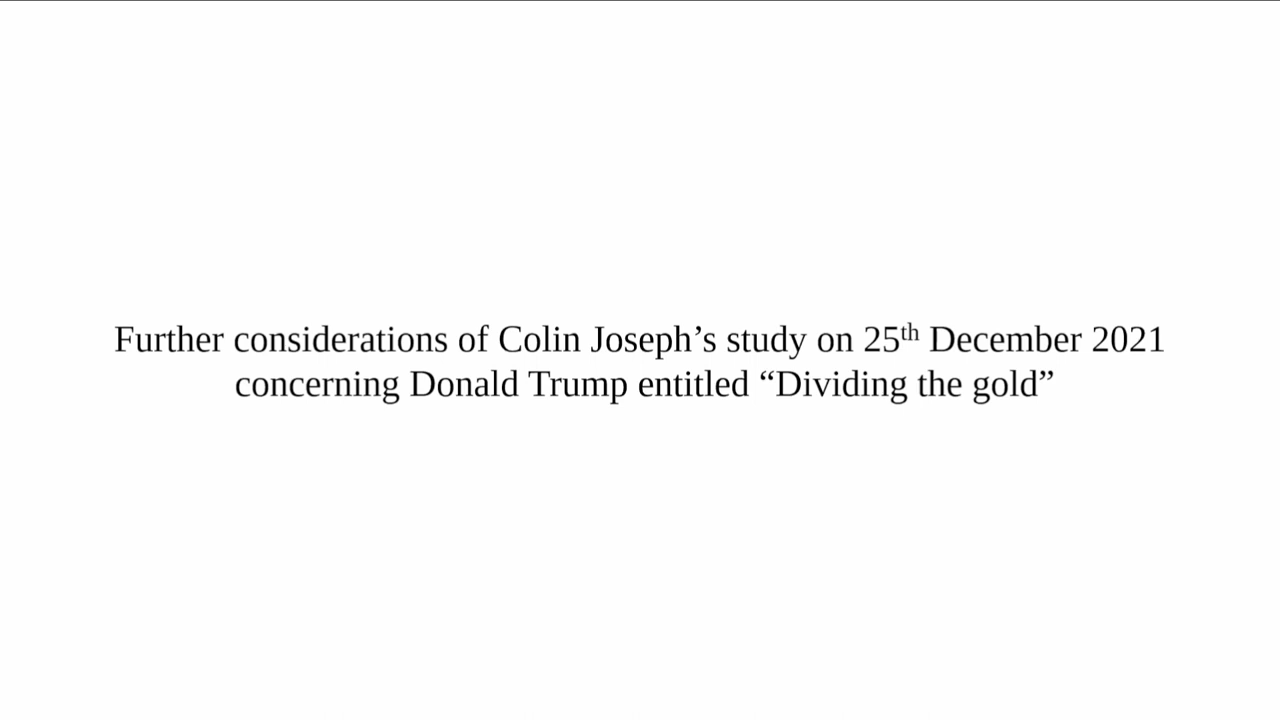 Further considerations of Colin Joseph’s study on 25th December 2021
concerning Donald Trump entitled “Dividing the gold”